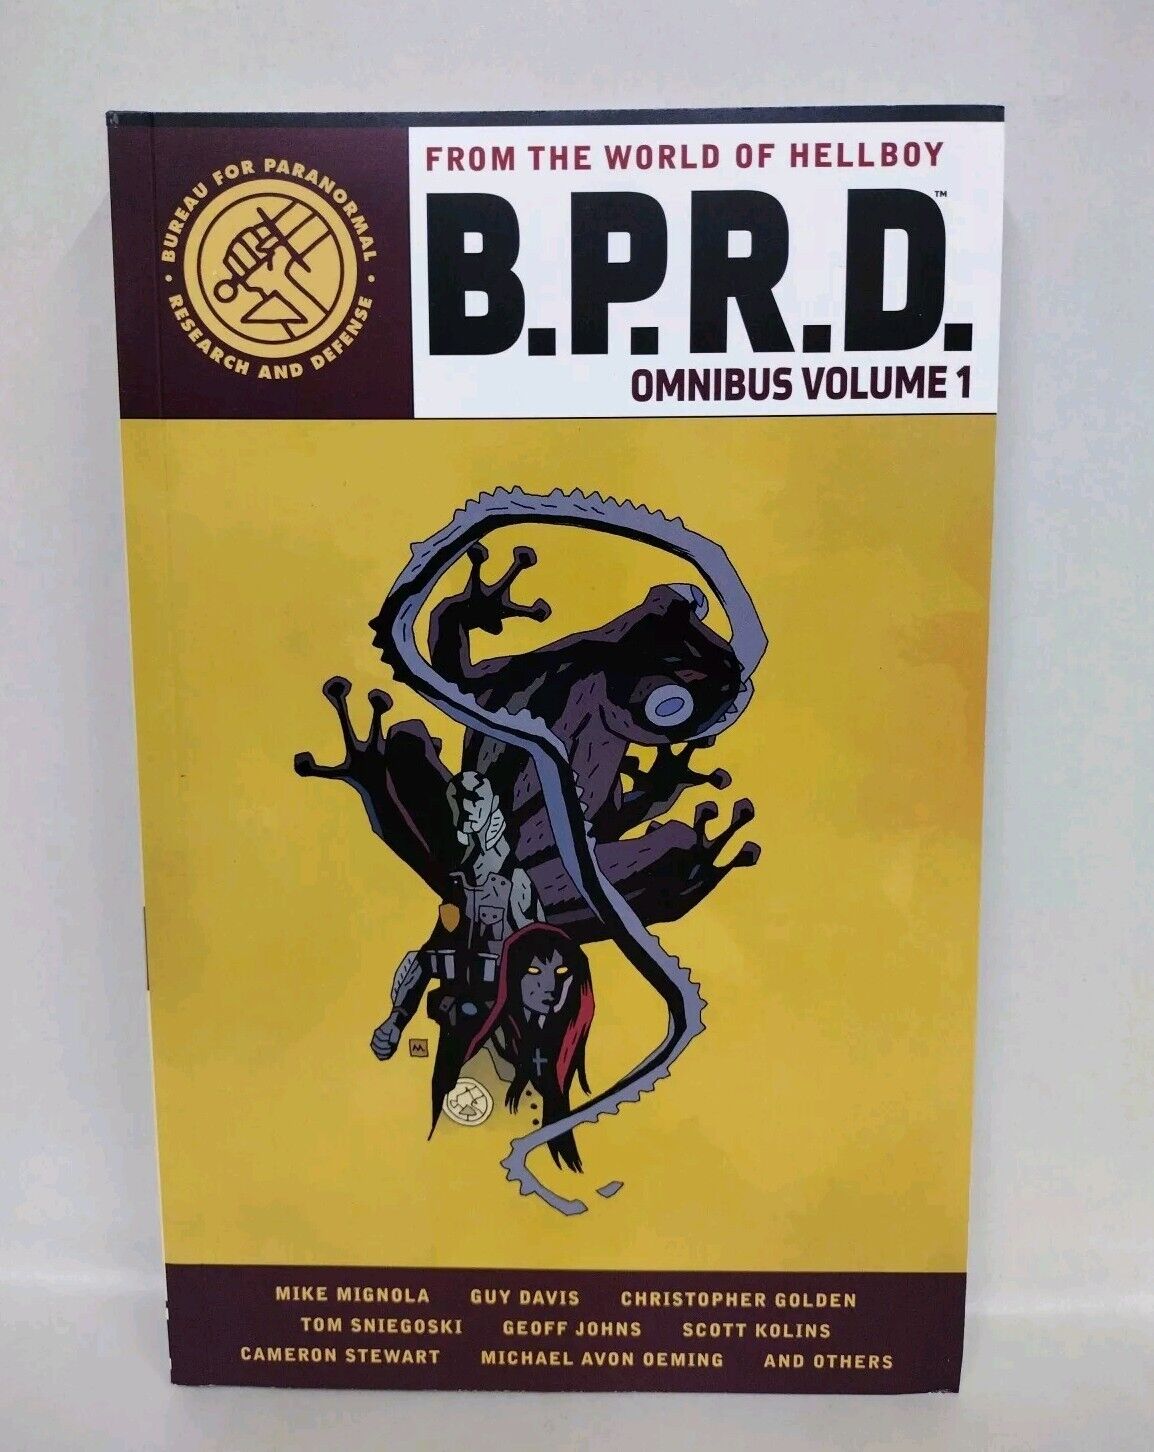 BUREAU FOR PARANORMAL
RESEARCH AND DEFENSE
FROM THE WORLD OF HELLBOY
B.P.R.D.™
OMNIBUS VOLUME 1
M
MIKE MIGNOLA GUY DAVIS CHRISTOPHER GOLDEN
TOM SNIEGOSKI GEOFF JOHNS SCOTT KOLINS
CAMERON STEWART MICHAEL AVON OEMING AND OTHERS